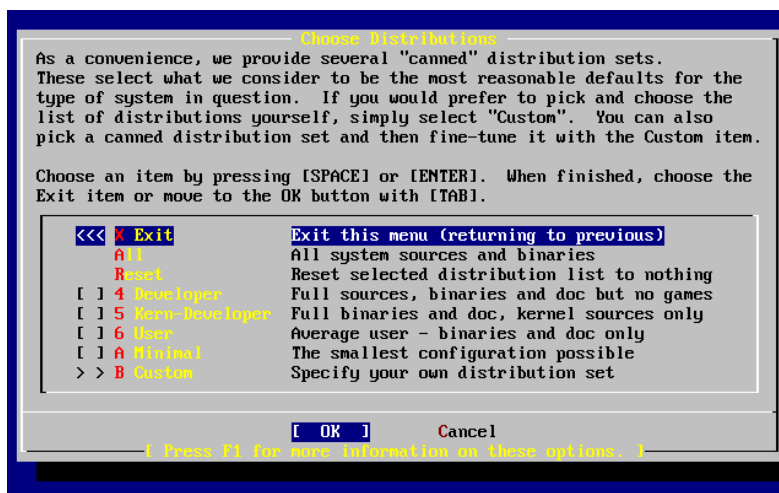 Choose Distributions
As a convenience, we provide several "canned" distribution sets.
These select what we consider to be the most reasonable defaults for the
type of system in question.  If you would prefer to pick and choose the
list of distributions yourself, simply select "Custom".  You can also
pick a canned distribution set and then fine-tune it with the Custom item.
Choose an item by pressing [SPACE] or [ENTER].  When finished, choose the
Exit item or move to the OK button with [TAB].
<<< X Exit Exit this menu (returning to previous)
All All system sources and binaries
Reset Reset selected distribution list to nothing
[ ] 4 Developer Full sources, binaries and doc but no games
[ ] 5 Kern-Developer Full binaries and doc, kernel sources only
[ ] 6 User Average user - binaries and doc only
[ ] A Minimal The smallest configuration possible
> > B Custom Specify your own distribution set
[ OK ] Cancel
[ Press F1 for more information on these options. ]